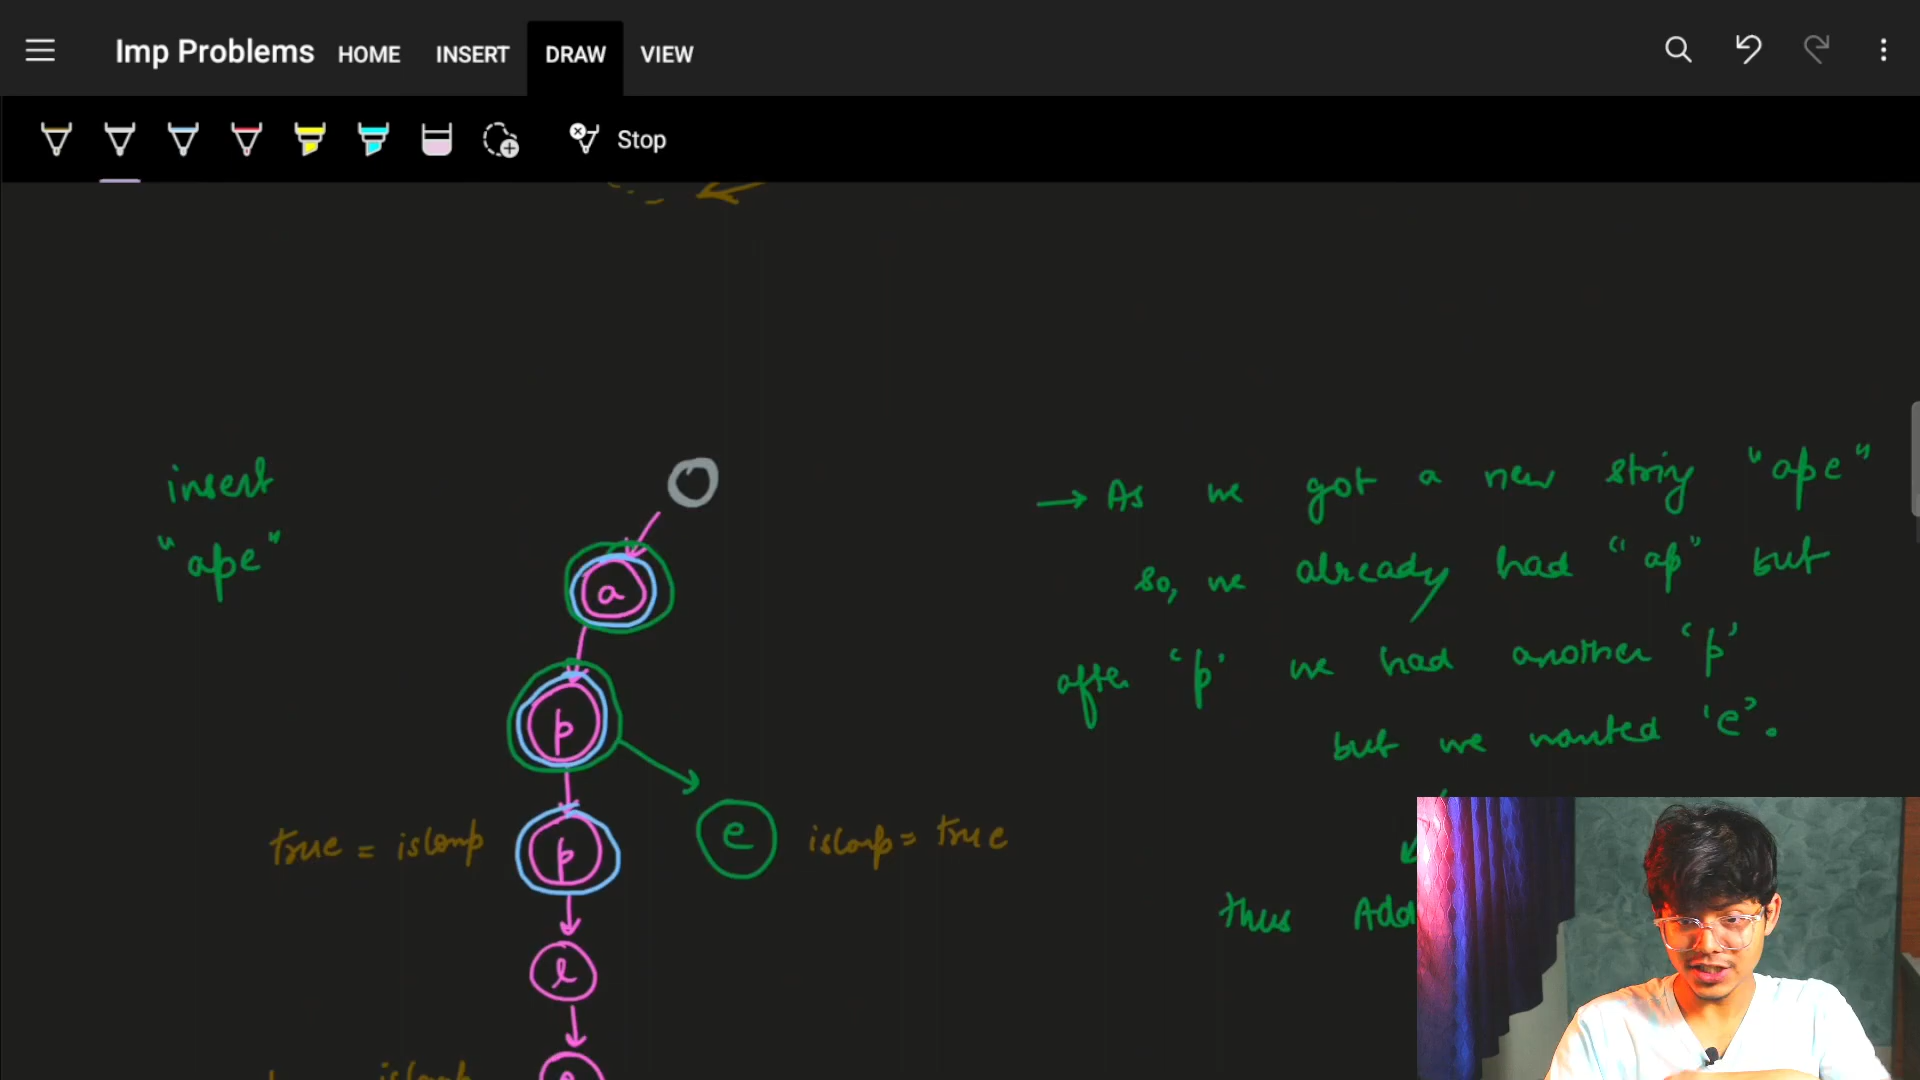 Imp Problems HOME INSERT DRAW VIEW
Stop
insert
"ape"
a
p
true = isComp p e isComp = true
l
→ As we got a new string "ape"
so, we already had "ap" but
after 'p' we had another 'p'
but we wanted 'e'.
thus